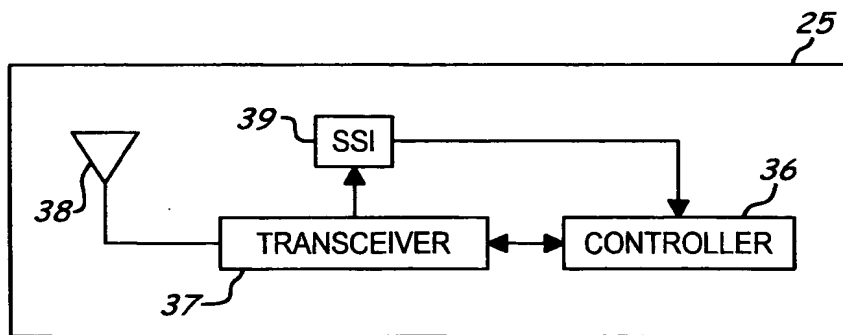 25
39
SSI
36
38
TRANSCEIVER
CONTROLLER
37